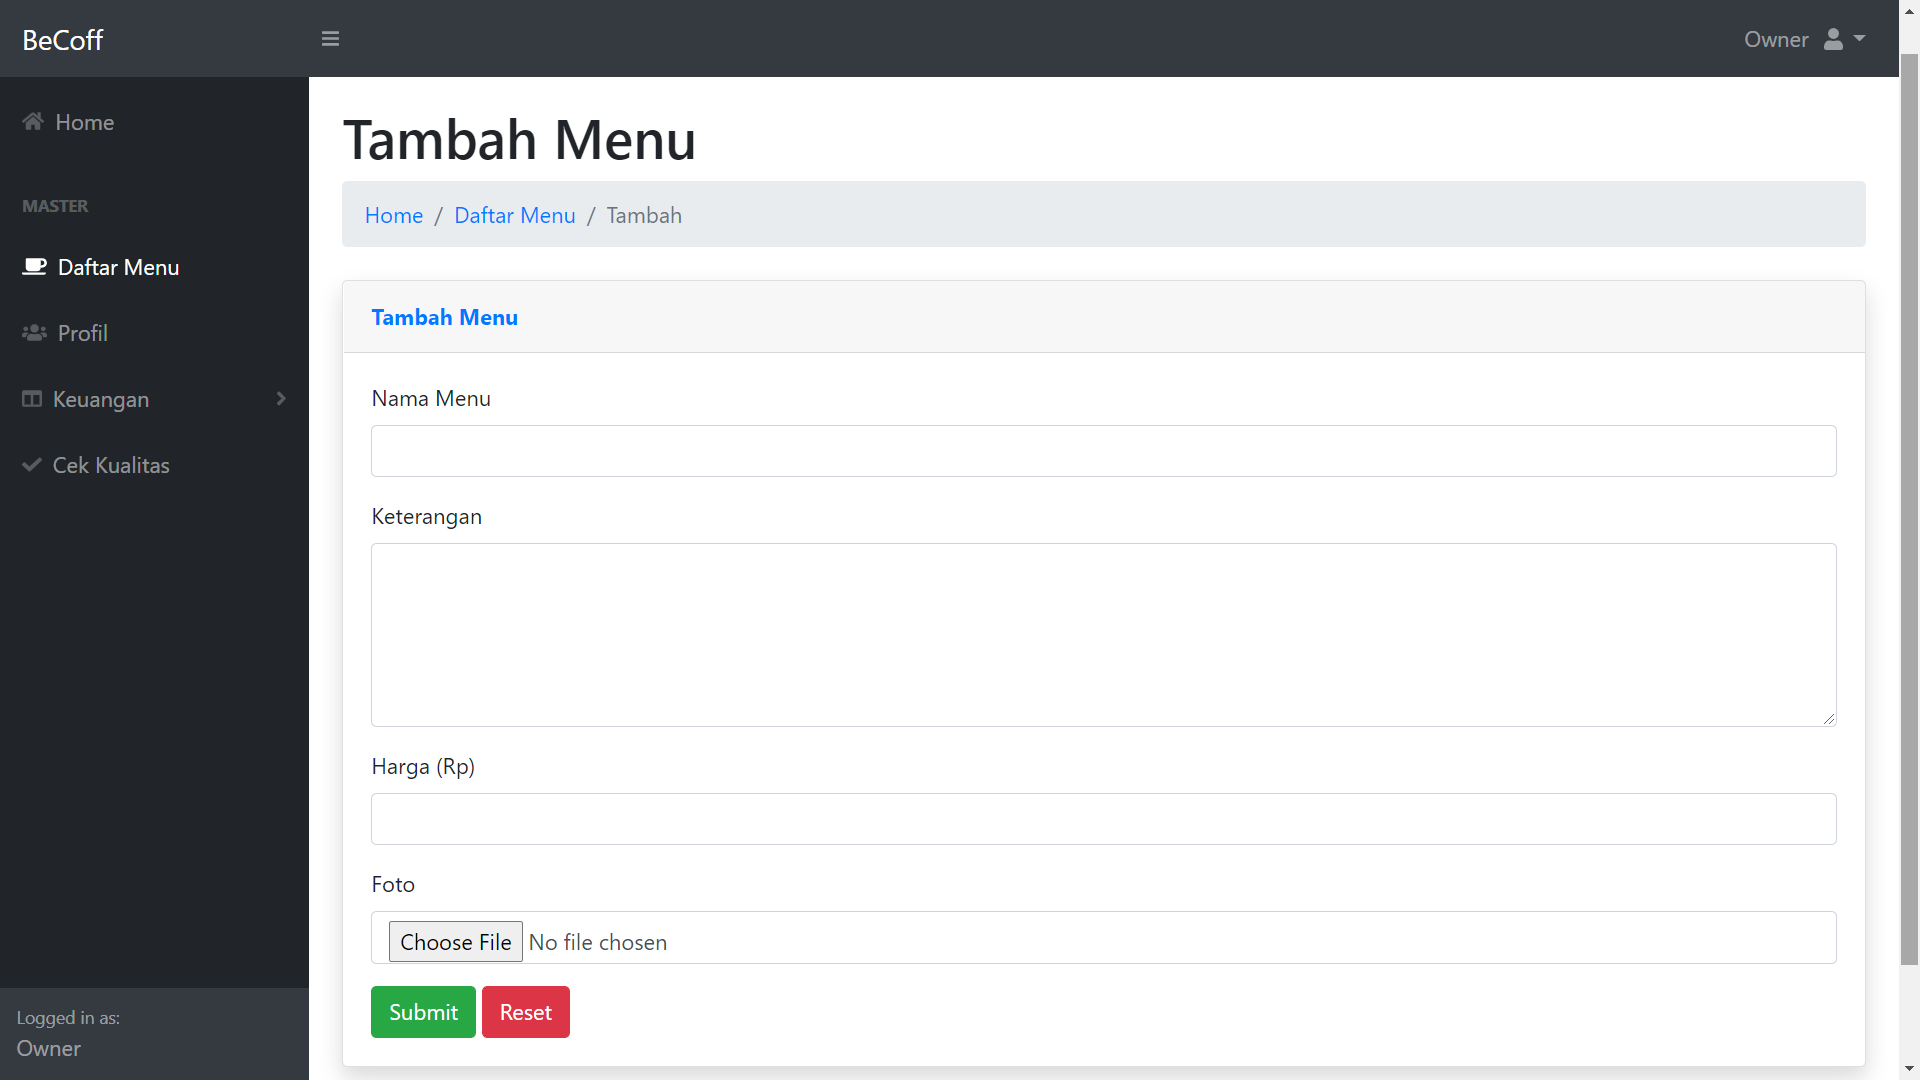 BeCoff
Owner
Home
MASTER
Daftar Menu
Profil
Keuangan
Cek Kualitas
Logged in as:
Owner
Tambah Menu
Home / Daftar Menu / Tambah
Tambah Menu
Nama Menu
Keterangan
Harga (Rp)
Foto
Choose File No file chosen
Submit Reset